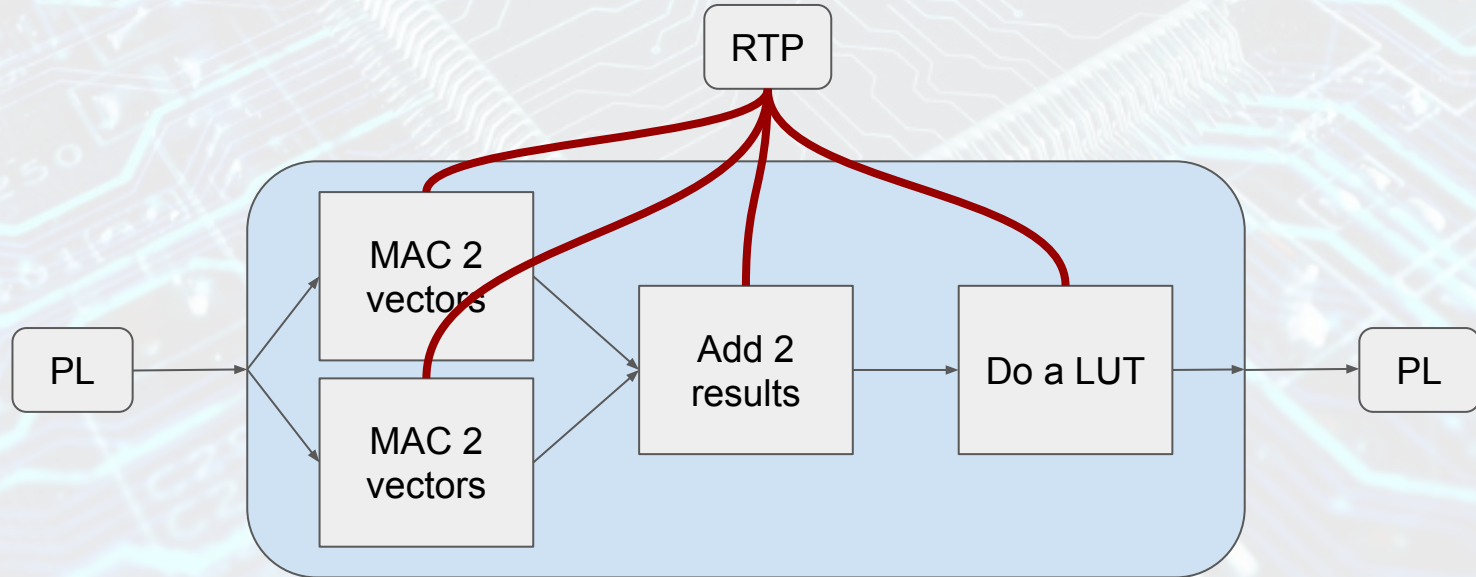 RTP
MAC 2
vectors
PL
MAC 2
vectors
Add 2
results
Do a LUT
PL